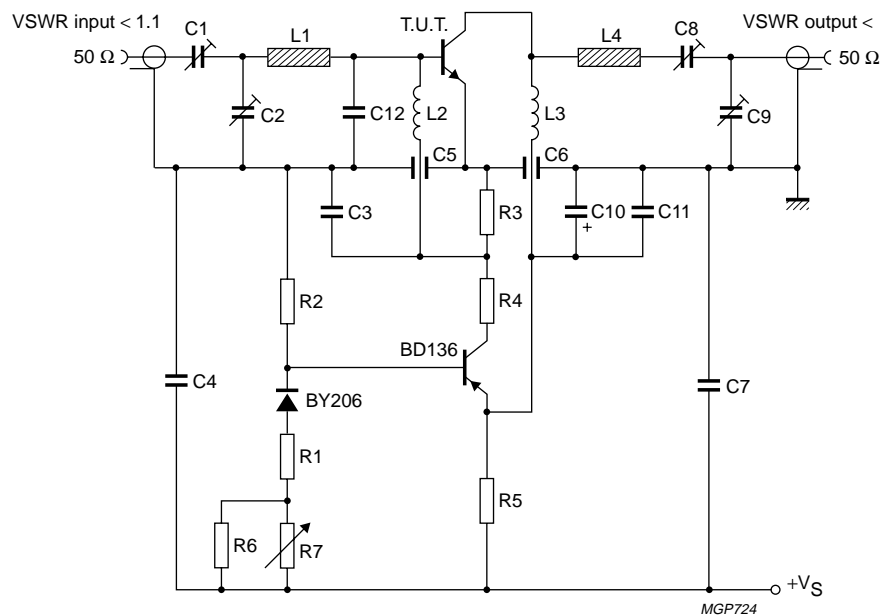 VSWR input < 1.1
T.U.T.
VSWR output <
50 Ω
C1
L1
L4
C8
50 Ω
C2
C12
L2
L3
C9
C5
C6
C3
R3
C10
+
C11
R2
R4
BD136
C4
BY206
C7
R1
R5
R6
R7
+VS
MGP724